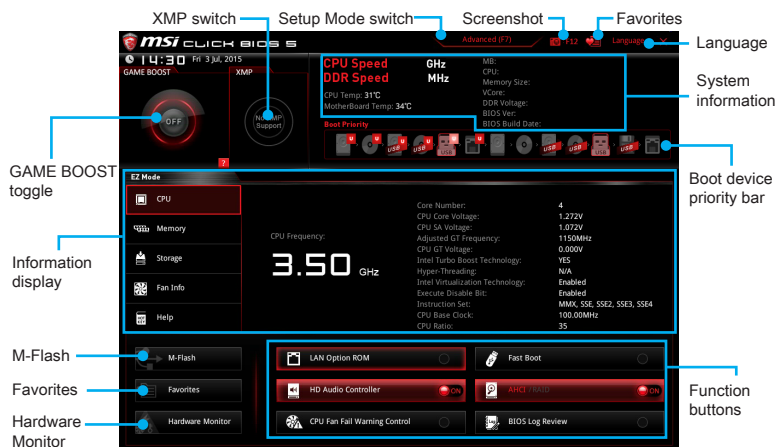 XMP switch
Setup Mode switch
Screenshot
Favorites
msi CLICK BIOS 5
Advanced (F7)
F12
Language
X
Language
14:30 Fri 3 Jul, 2015
GAME BOOST
XMP
OFF
No XMP
Support
?
CPU Speed GHz
DDR Speed MHz
CPU Temp: 31°C
MotherBoard Temp: 34°C
MB:
CPU:
Memory Size:
VCore:
DDR Voltage:
BIOS Ver:
BIOS Build Date:
System
information
Boot Priority
U U U U U U
USB USB USB USB USB USB USB
GAME BOOST
toggle
Boot device
priority bar
EZ Mode
CPU
Memory
Storage
Fan Info
Help
Information
display
CPU Frequency:
3.50 GHz
Core Number: 4
CPU Core Voltage: 1.272V
CPU SA Voltage: 1.072V
Adjusted GT Frequency: 1150MHz
CPU GT Voltage: 0.000V
Intel Turbo Boost Technology: YES
Hyper-Threading: N/A
Intel Virtualization Technology: Enabled
Execute Disable Bit: Enabled
Instruction Set: MMX, SSE, SSE2, SSE3, SSE4
CPU Base Clock: 100.00MHz
CPU Ratio: 35
M-Flash
M-Flash
Favorites
Favorites
Hardware
Monitor
Hardware Monitor
LAN Option ROM
Fast Boot
HD Audio Controller ON
AHCI /RAID ON
CPU Fan Fail Warning Control
BIOS Log Review
Function
buttons